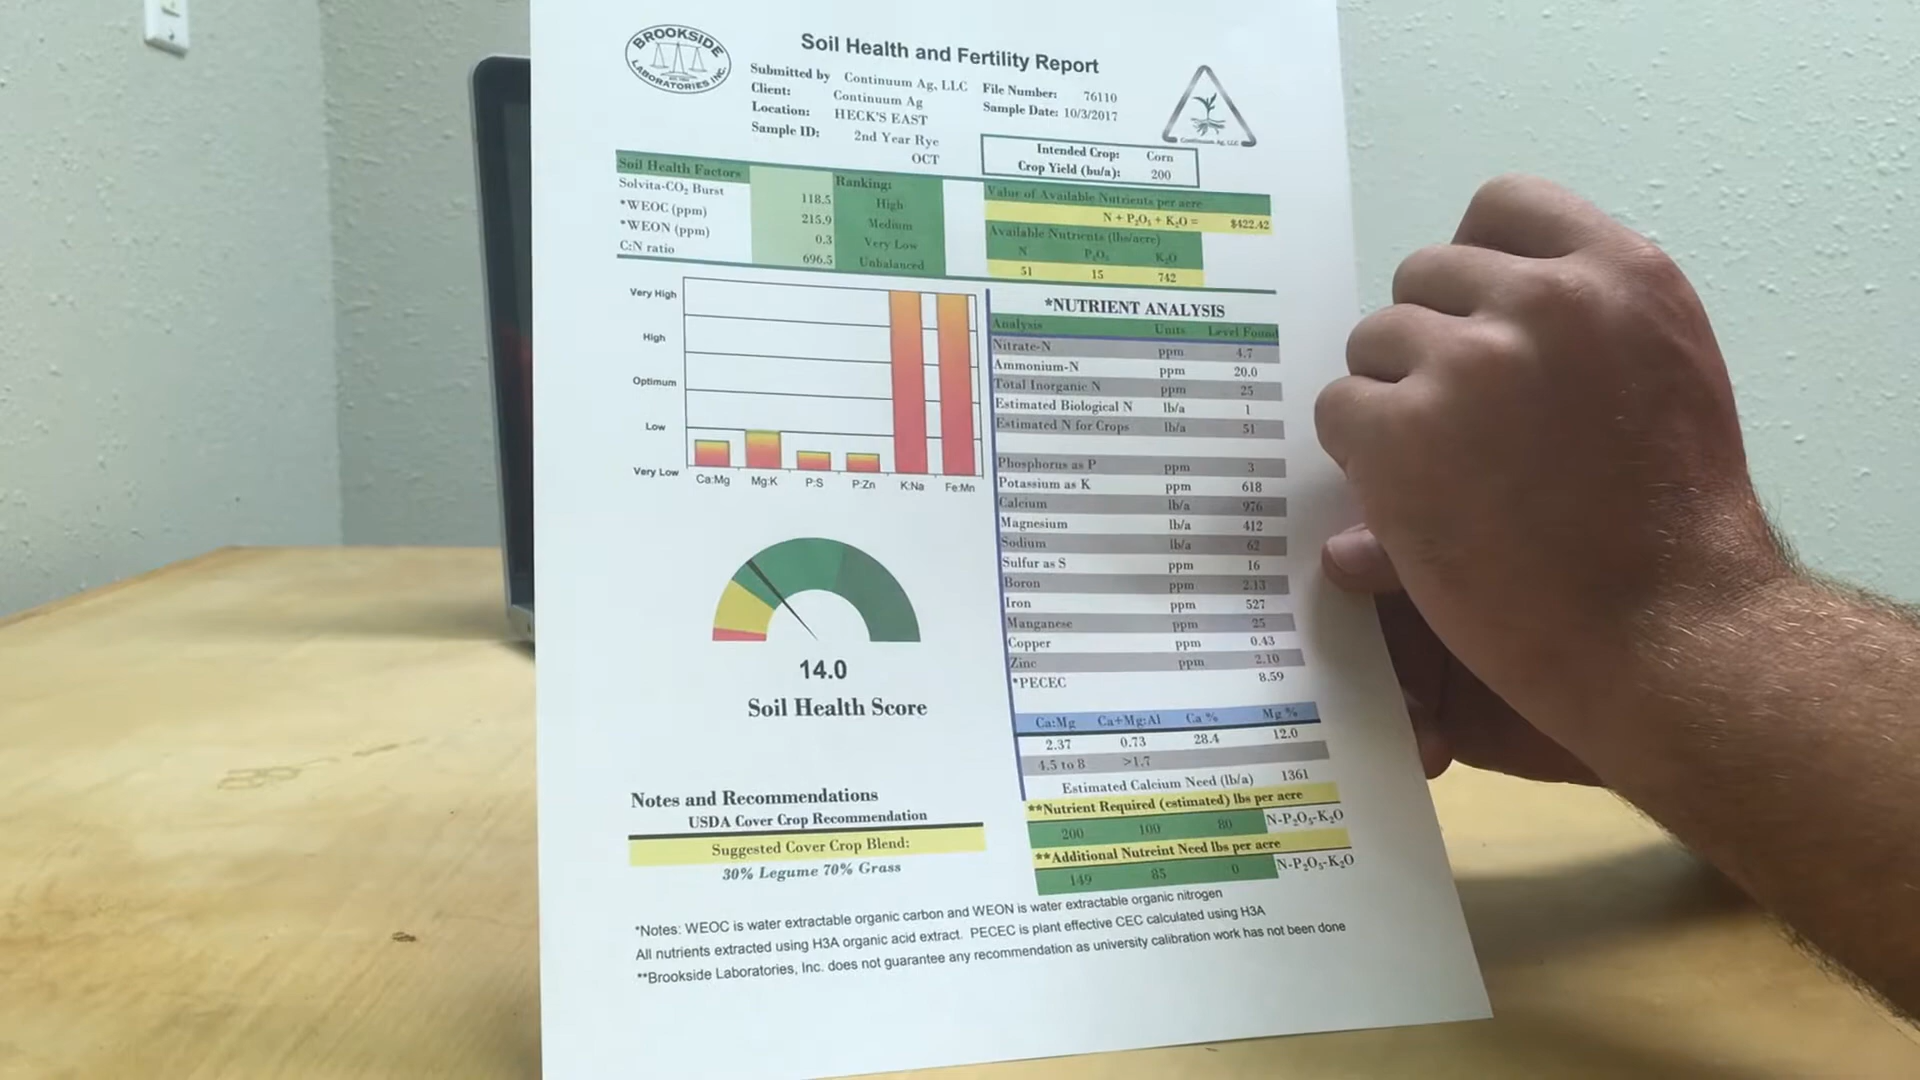 BROOKSIDE
LABORATORIES INC.
Soil Health and Fertility Report
Submitted by Continuum Ag, LLC
Client: Continuum Ag
Location: HECK'S EAST
Sample ID: 2nd Year Rye
OCT
File Number: 76110
Sample Date: 10/3/2017
Continuum Ag, LLC
Intended Crop: Corn
Crop Yield (bu/a): 200
Soil Health Factors Ranking:
Solvita-CO₂ Burst 118.5 High
*WEOC (ppm) 215.9 Medium
*WEON (ppm) 0.3 Very Low
C:N ratio 696.5 Unbalanced
Value of Available Nutrients per acre
N + P₂O₅ + K₂O = $422.42
Available Nutrients (lbs/acre)
N P₂O₅ K₂O
51 15 742
Very High
High
Optimum
Low
Very Low
Ca:Mg Mg:K P:S P:Zn K:Na Fe:Mn
14.0
Soil Health Score
Notes and Recommendations
USDA Cover Crop Recommendation
Suggested Cover Crop Blend:
30% Legume 70% Grass
*NUTRIENT ANALYSIS
Analysis Units Level Found
Nitrate-N ppm 4.7
Ammonium-N ppm 20.0
Total Inorganic N ppm 25
Estimated Biological N lb/a 1
Estimated N for Crops lb/a 51
Phosphorus as P ppm 3
Potassium as K ppm 618
Calcium lb/a 976
Magnesium lb/a 412
Sodium lb/a 62
Sulfur as S ppm 16
Boron ppm 2.13
Iron ppm 527
Manganese ppm 25
Copper ppm 0.43
Zinc ppm 2.10
*PECEC 8.59
Ca:Mg Ca+Mg:Al Ca % Mg %
2.37 0.73 28.4 12.0
4.5 to 8 >1.7
Estimated Calcium Need (lb/a) 1361
**Nutrient Required (estimated) lbs per acre
200 100 80 N-P₂O₅-K₂O
**Additional Nutreint Need lbs per acre
149 85 0 N-P₂O₅-K₂O
*Notes: WEOC is water extractable organic carbon and WEON is water extractable organic nitrogen
All nutrients extracted using H3A organic acid extract. PECEC is plant effective CEC calculated using H3A
**Brookside Laboratories, Inc. does not guarantee any recommendation as university calibration work has not been done